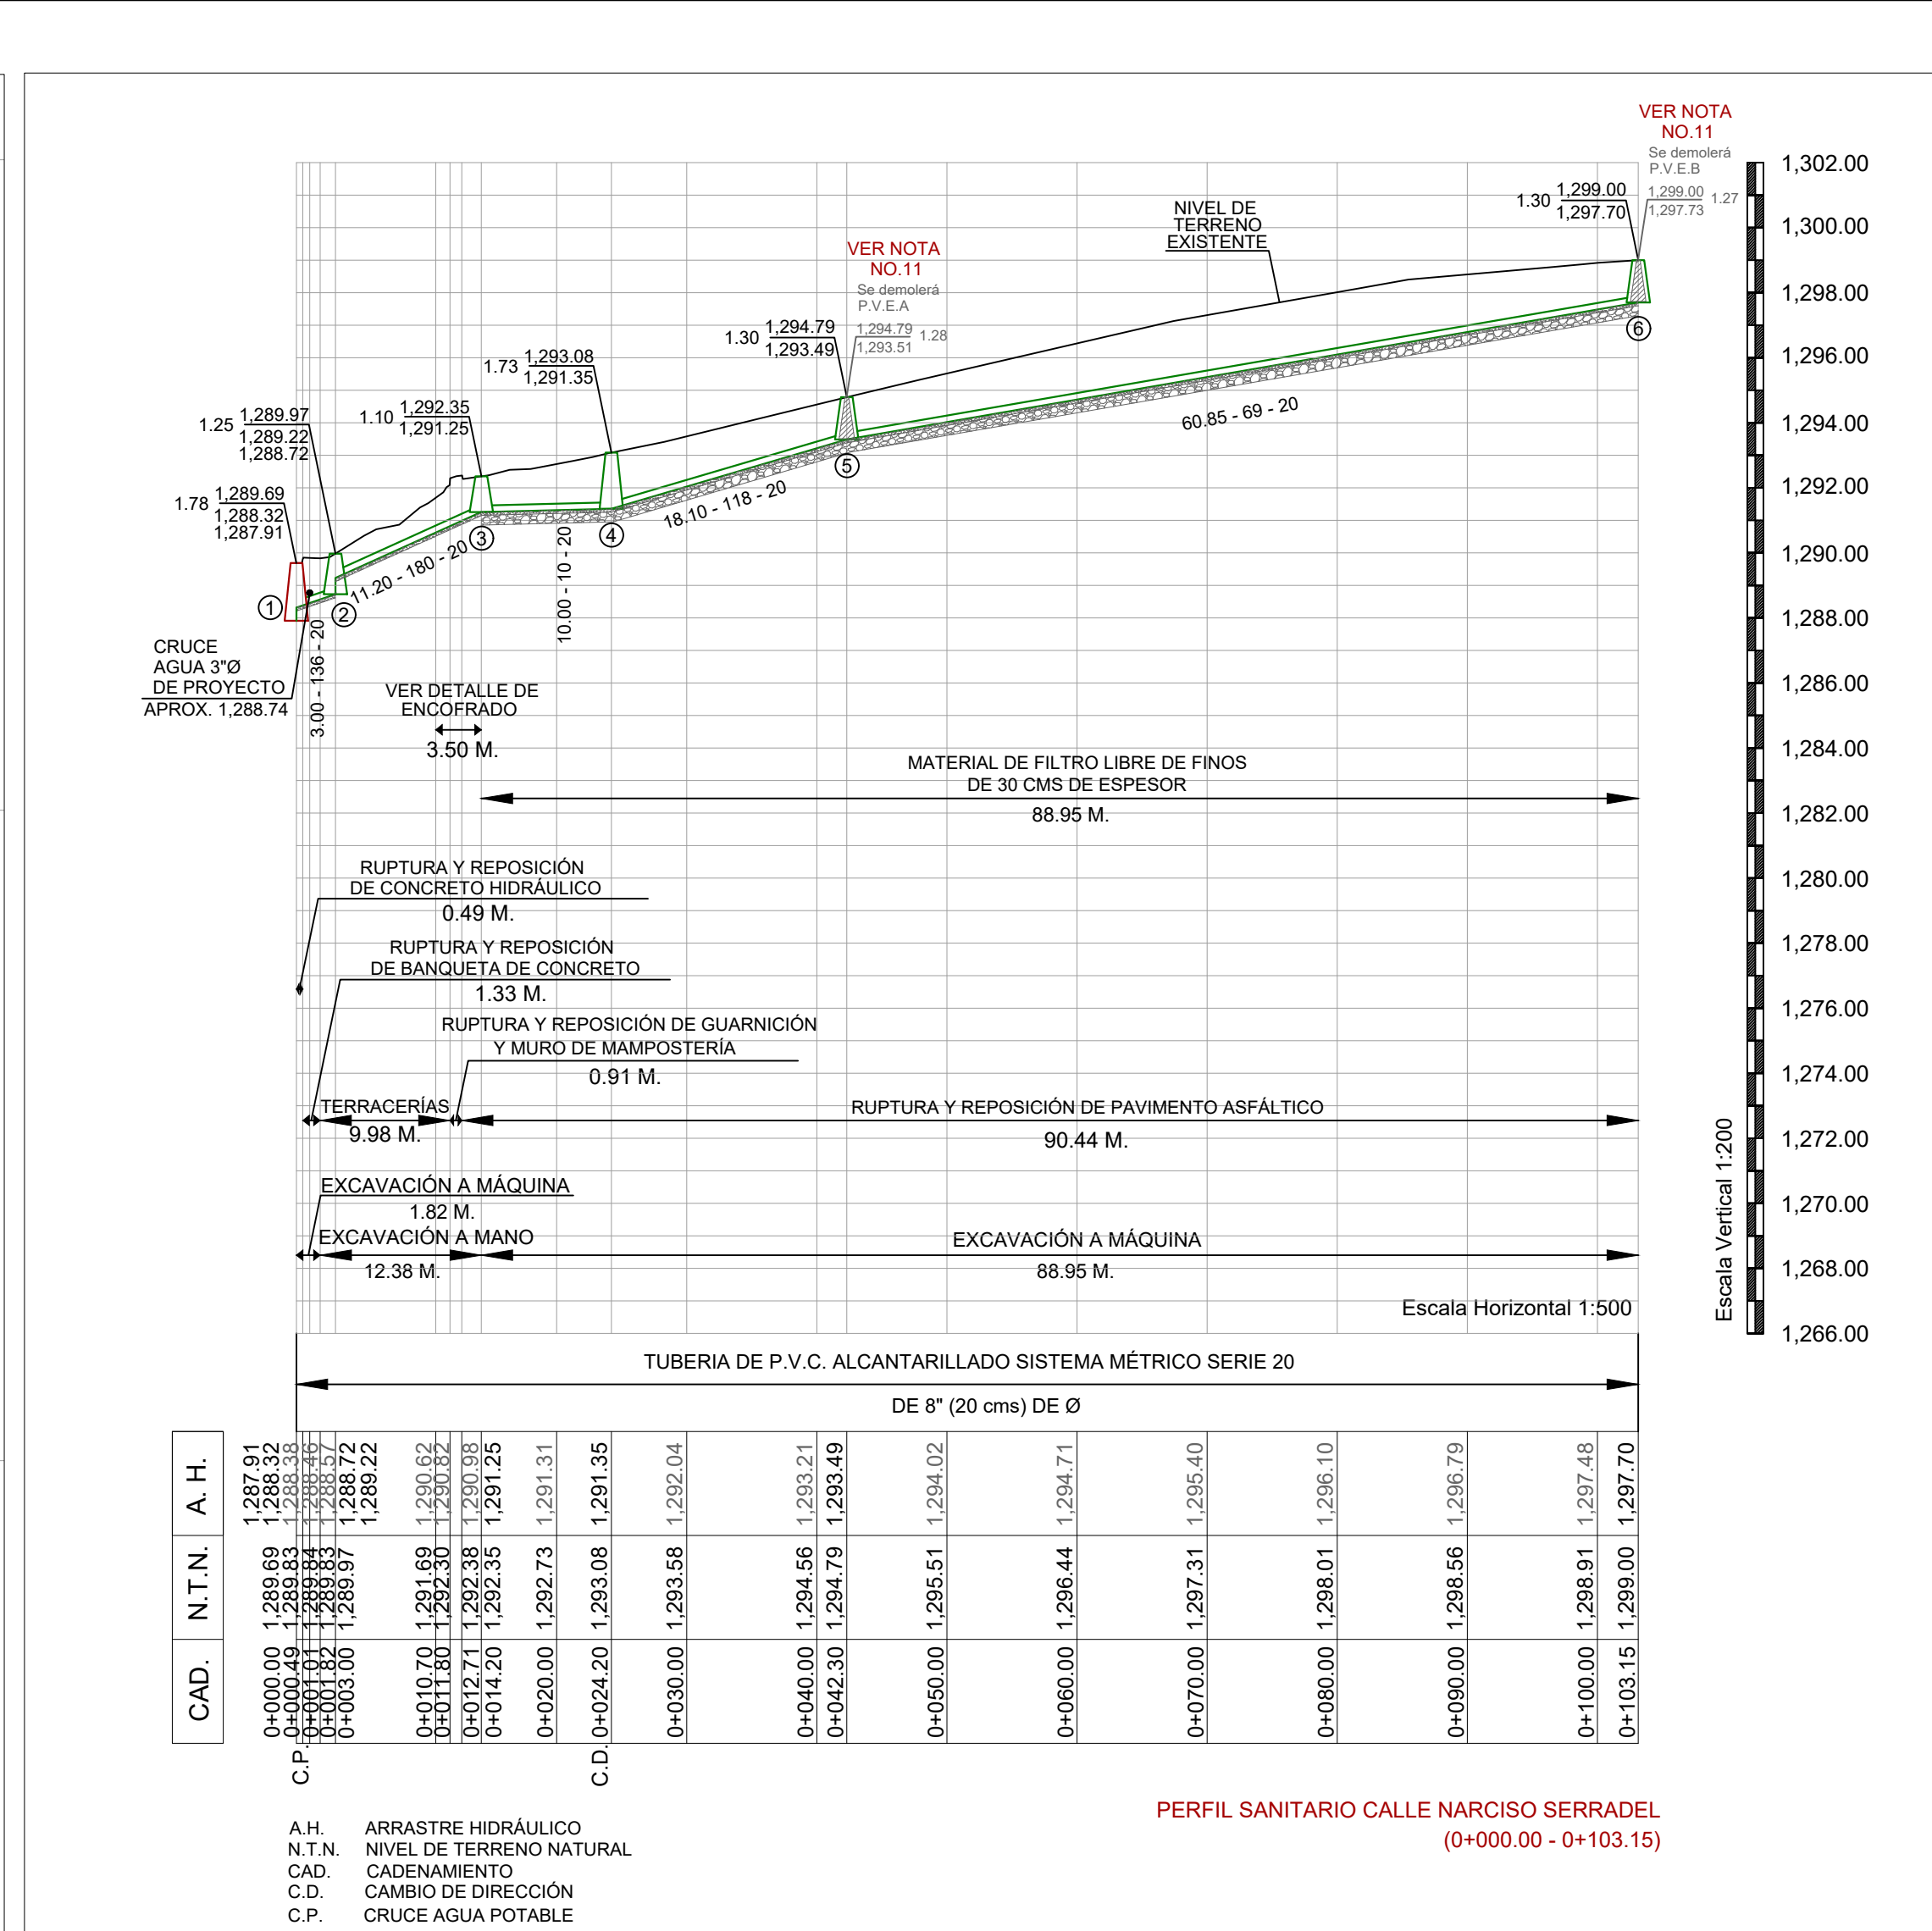 VER NOTA
NO.11
Se demolerá
P.V.E.B
1,299.00
1,297.73
1.27
1.30
1,299.00
1,297.70
NIVEL DE
TERRENO
EXISTENTE
VER NOTA
NO.11
Se demolerá
P.V.E.A
1,294.79
1,293.51
1.28
1.30
1,294.79
1,293.49
1.73
1,293.08
1,291.35
1.10
1,292.35
1,291.25
1.25
1,289.97
1,289.22
1,288.72
1.78
1,289.69
1,288.32
1,287.91
1
2
3
4
5
6
3.00 - 136 - 20
11.20 - 180 - 20
10.00 - 10 - 20
18.10 - 118 - 20
60.85 - 69 - 20
CRUCE
AGUA 3"Ø
DE PROYECTO
APROX. 1,288.74
VER DETALLE DE
ENCOFRADO
3.50 M.
MATERIAL DE FILTRO LIBRE DE FINOS
DE 30 CMS DE ESPESOR
88.95 M.
RUPTURA Y REPOSICIÓN
DE CONCRETO HIDRÁULICO
0.49 M.
RUPTURA Y REPOSICIÓN
DE BANQUETA DE CONCRETO
1.33 M.
RUPTURA Y REPOSICIÓN DE GUARNICIÓN
Y MURO DE MAMPOSTERÍA
0.91 M.
TERRACERÍAS
9.98 M.
RUPTURA Y REPOSICIÓN DE PAVIMENTO ASFÁLTICO
90.44 M.
EXCAVACIÓN A MÁQUINA
1.82 M.
EXCAVACIÓN A MANO
12.38 M.
EXCAVACIÓN A MÁQUINA
88.95 M.
Escala Horizontal 1:500
Escala Vertical 1:200
1,302.00
1,300.00
1,298.00
1,296.00
1,294.00
1,292.00
1,290.00
1,288.00
1,286.00
1,284.00
1,282.00
1,280.00
1,278.00
1,276.00
1,274.00
1,272.00
1,270.00
1,268.00
1,266.00
TUBERIA DE P.V.C. ALCANTARILLADO SISTEMA MÉTRICO SERIE 20
DE 8" (20 cms) DE Ø
A. H.
1,287.91
1,288.32
1,288.38
1,288.46
1,288.57
1,288.72
1,289.22
1,290.62
1,290.82
1,290.98
1,291.25
1,291.31
1,291.35
1,292.04
1,293.21
1,293.49
1,294.02
1,294.71
1,295.40
1,296.10
1,296.79
1,297.48
1,297.70
N.T.N.
1,289.69
1,289.83
1,289.84
1,289.83
1,289.97
1,291.69
1,292.30
1,292.38
1,292.35
1,292.73
1,293.08
1,293.58
1,294.56
1,294.79
1,295.51
1,296.44
1,297.31
1,298.01
1,298.56
1,298.91
1,299.00
CAD.
0+000.00
0+000.49
0+001.01
0+001.82
0+003.00
0+010.70
0+011.80
0+012.71
0+014.20
0+020.00
0+024.20
0+030.00
0+040.00
0+042.30
0+050.00
0+060.00
0+070.00
0+080.00
0+090.00
0+100.00
0+103.15
C.P.
C.D.
A.H. ARRASTRE HIDRÁULICO
N.T.N. NIVEL DE TERRENO NATURAL
CAD. CADENAMIENTO
C.D. CAMBIO DE DIRECCIÓN
C.P. CRUCE AGUA POTABLE
PERFIL SANITARIO CALLE NARCISO SERRADEL
(0+000.00 - 0+103.15)